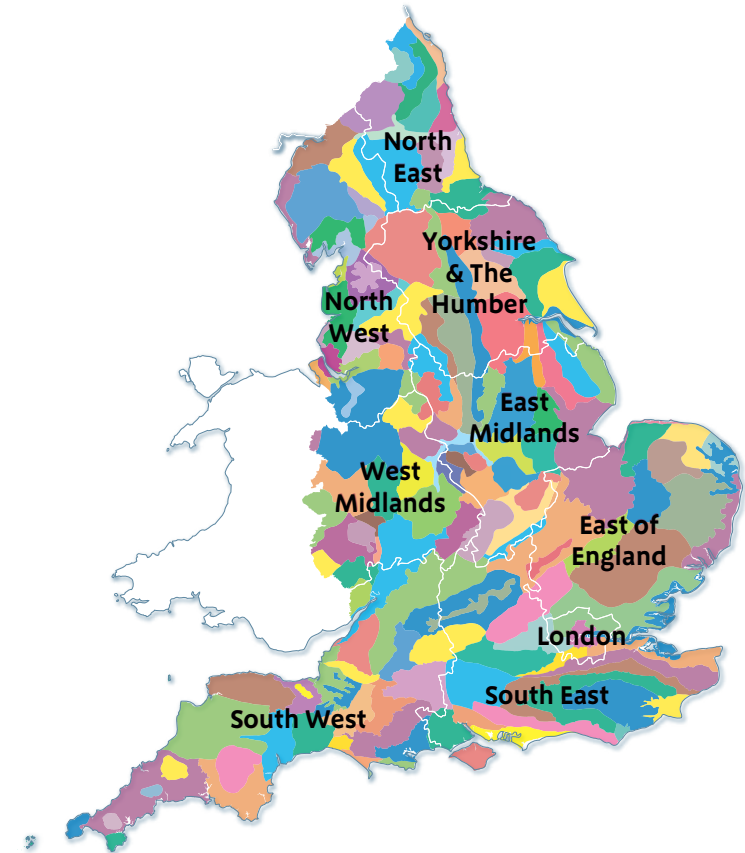 North
East
Yorkshire
& The
Humber
North
West
East
Midlands
West
Midlands
East of
England
London
South East
South West